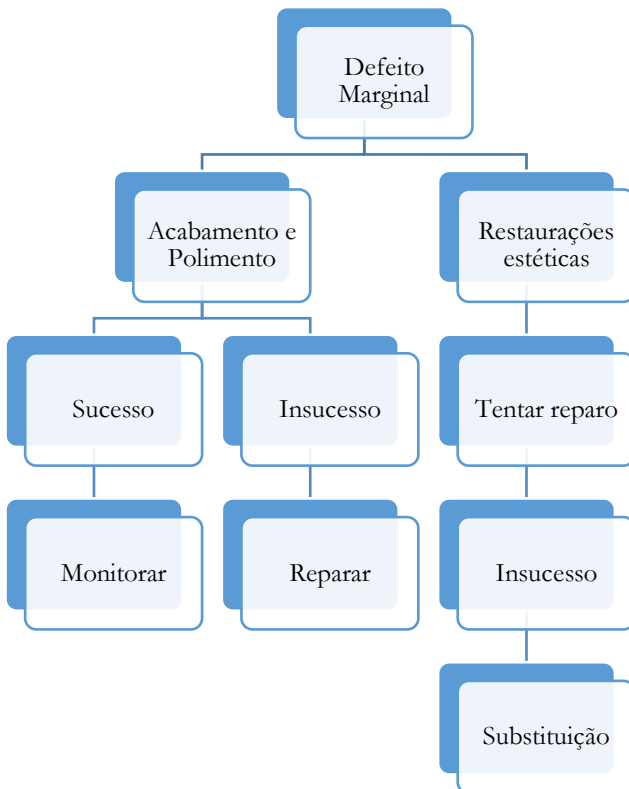 Defeito
Marginal
Acabamento e
Polimento
Restaurações
estéticas
Sucesso
Insucesso
Tentar reparo
Monitorar
Reparar
Insucesso
Substituição